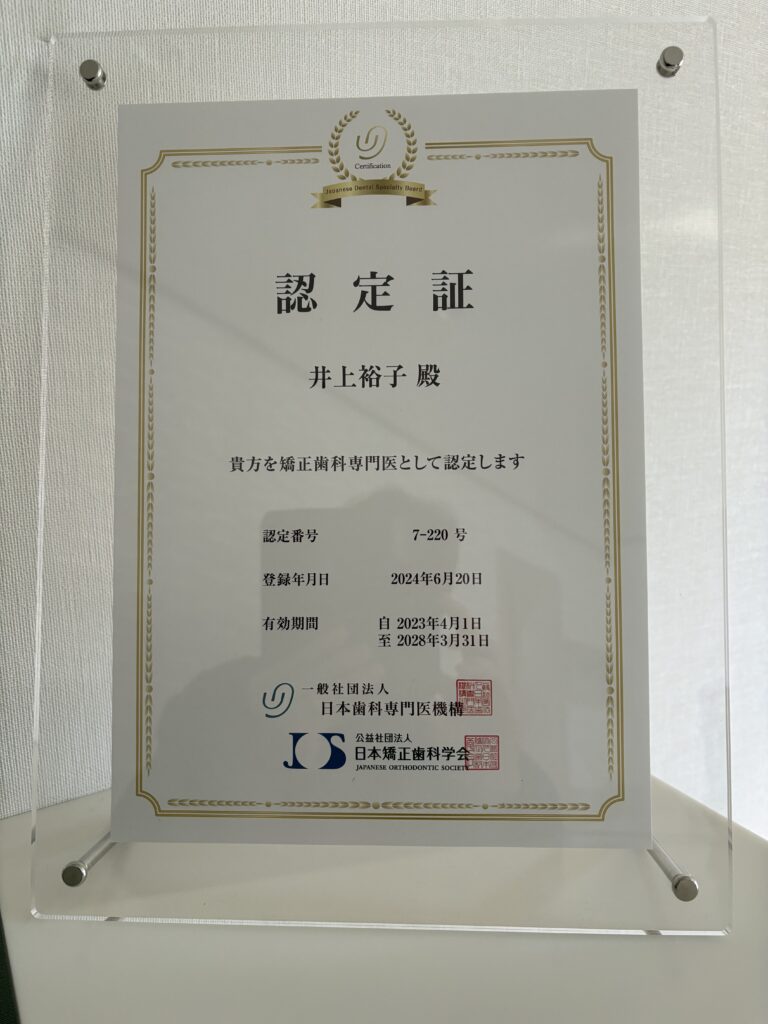 Certification
Japanese Dental Specialty Board
認定証
井上裕子 殿
貴方を矯正歯科専門医として認定します
認定番号 7-220 号
登録年月日 2024年6月20日
有効期間 自 2023年4月1日
至 2028年3月31日
一般社団法人
日本歯科専門医機構
JOS 公益社団法人
日本矯正歯科学会
JAPANESE ORTHODONTIC SOCIETY